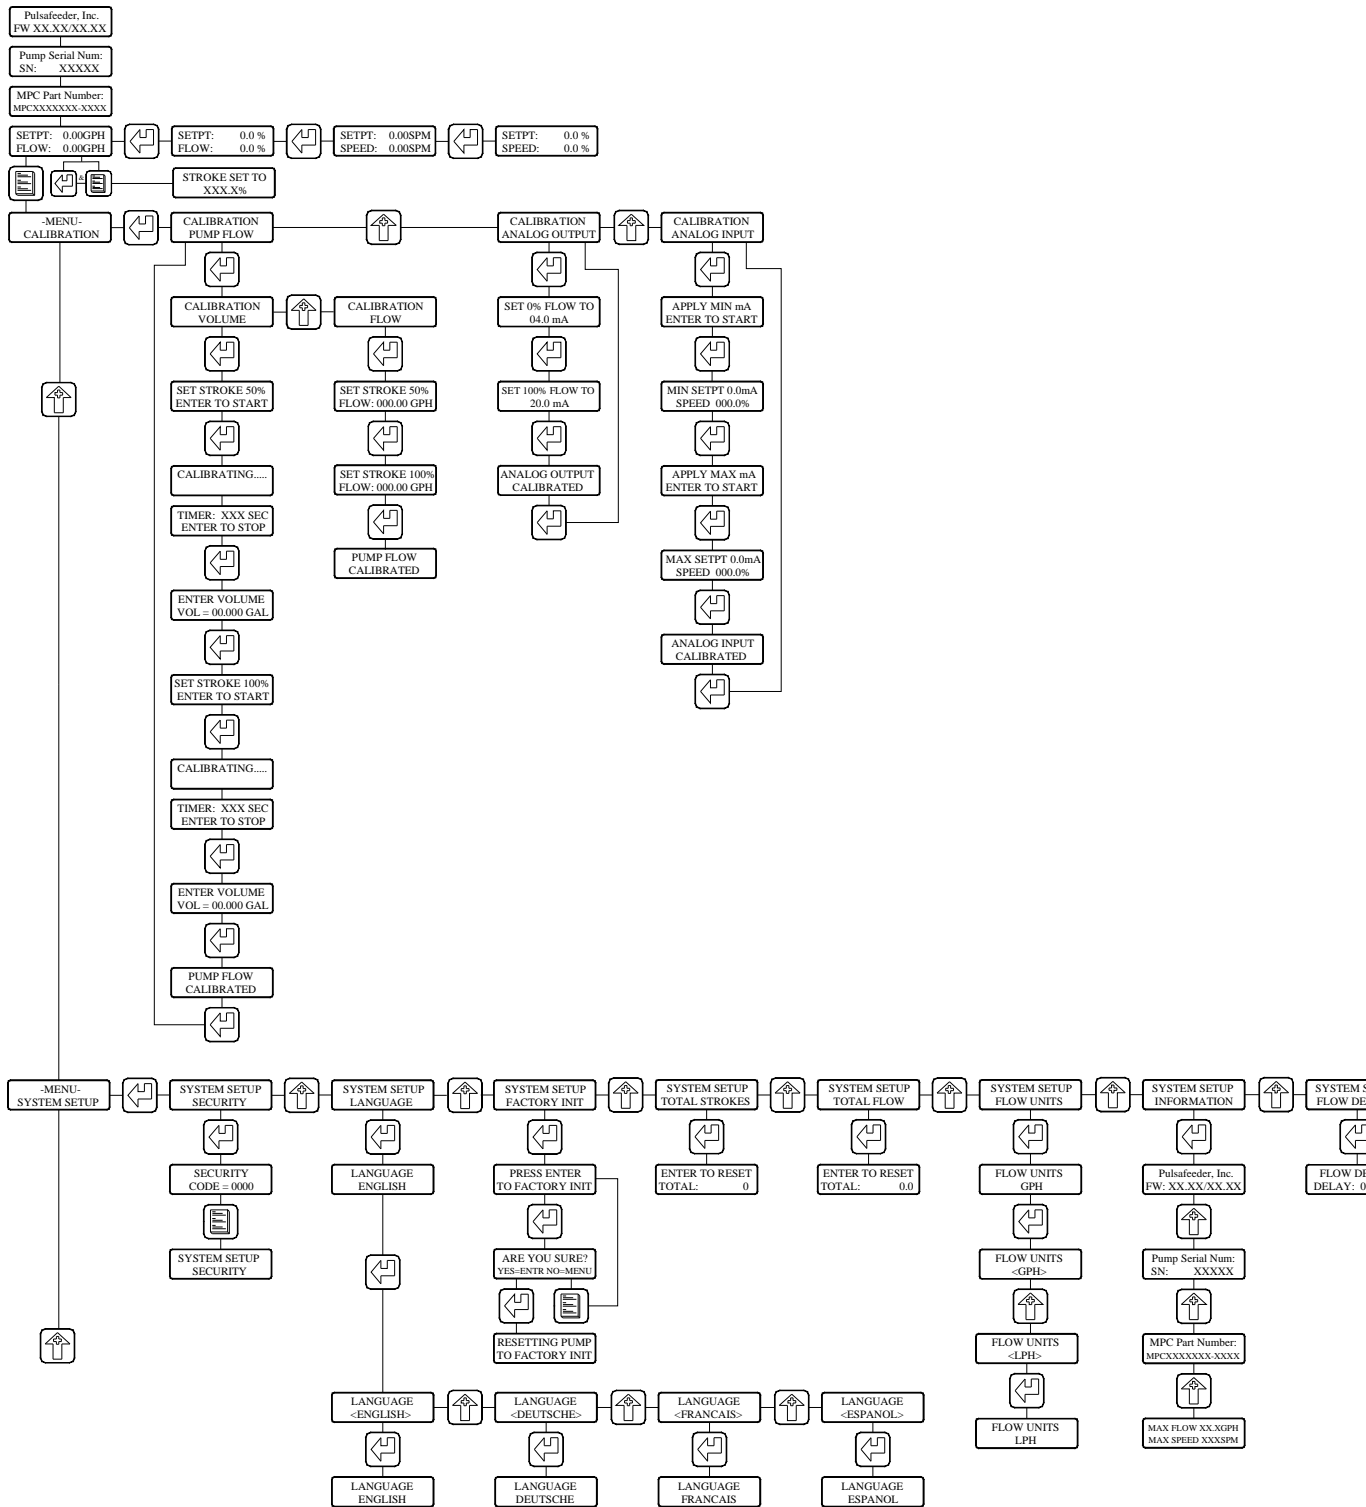 Pulsafeeder, Inc.
FW XX.XX/XX.XX
Pump Serial Num:
SN: XXXXX
MPC Part Number:
MPCXXXXXXX-XXXX
SETPT: 0.00GPH
FLOW: 0.00GPH
SETPT: 0.0 %
FLOW: 0.0 %
SETPT: 0.00SPM
SPEED: 0.00SPM
SETPT: 0.0 %
SPEED: 0.0 %
&
STROKE SET TO
XXX.X%
-MENU-
CALIBRATION
CALIBRATION
PUMP FLOW
CALIBRATION
ANALOG OUTPUT
CALIBRATION
ANALOG INPUT
CALIBRATION
VOLUME
CALIBRATION
FLOW
SET 0% FLOW TO
04.0 mA
APPLY MIN mA
ENTER TO START
SET STROKE 50%
ENTER TO START
SET STROKE 50%
FLOW: 000.00 GPH
SET 100% FLOW TO
20.0 mA
MIN SETPT 0.0mA
SPEED 000.0%
CALIBRATING.....
SET STROKE 100%
FLOW: 000.00 GPH
ANALOG OUTPUT
CALIBRATED
APPLY MAX mA
ENTER TO START
TIMER: XXX SEC
ENTER TO STOP
PUMP FLOW
CALIBRATED
MAX SETPT 0.0mA
SPEED 000.0%
ENTER VOLUME
VOL = 00.000 GAL
ANALOG INPUT
CALIBRATED
SET STROKE 100%
ENTER TO START
CALIBRATING.....
TIMER: XXX SEC
ENTER TO STOP
ENTER VOLUME
VOL = 00.000 GAL
PUMP FLOW
CALIBRATED
-MENU-
SYSTEM SETUP
SYSTEM SETUP
SECURITY
SYSTEM SETUP
LANGUAGE
SYSTEM SETUP
FACTORY INIT
SYSTEM SETUP
TOTAL STROKES
SYSTEM SETUP
TOTAL FLOW
SYSTEM SETUP
FLOW UNITS
SYSTEM SETUP
INFORMATION
SYSTEM S
FLOW DE
SECURITY
CODE = 0000
LANGUAGE
ENGLISH
PRESS ENTER
TO FACTORY INIT
ENTER TO RESET
TOTAL: 0
ENTER TO RESET
TOTAL: 0.0
FLOW UNITS
GPH
Pulsafeeder, Inc.
FW: XX.XX/XX.XX
FLOW DE
DELAY: 0
SYSTEM SETUP
SECURITY
ARE YOU SURE?
YES=ENTR NO=MENU
FLOW UNITS
<GPH>
Pump Serial Num:
SN: XXXXX
RESETTING PUMP
TO FACTORY INIT
FLOW UNITS
<LPH>
MPC Part Number:
MPCXXXXXXX-XXXX
LANGUAGE
<ENGLISH>
LANGUAGE
<DEUTSCHE>
LANGUAGE
<FRANCAIS>
LANGUAGE
<ESPANOL>
FLOW UNITS
LPH
MAX FLOW XX.XGPH
MAX SPEED XXXSPM
LANGUAGE
ENGLISH
LANGUAGE
DEUTSCHE
LANGUAGE
FRANCAIS
LANGUAGE
ESPANOL